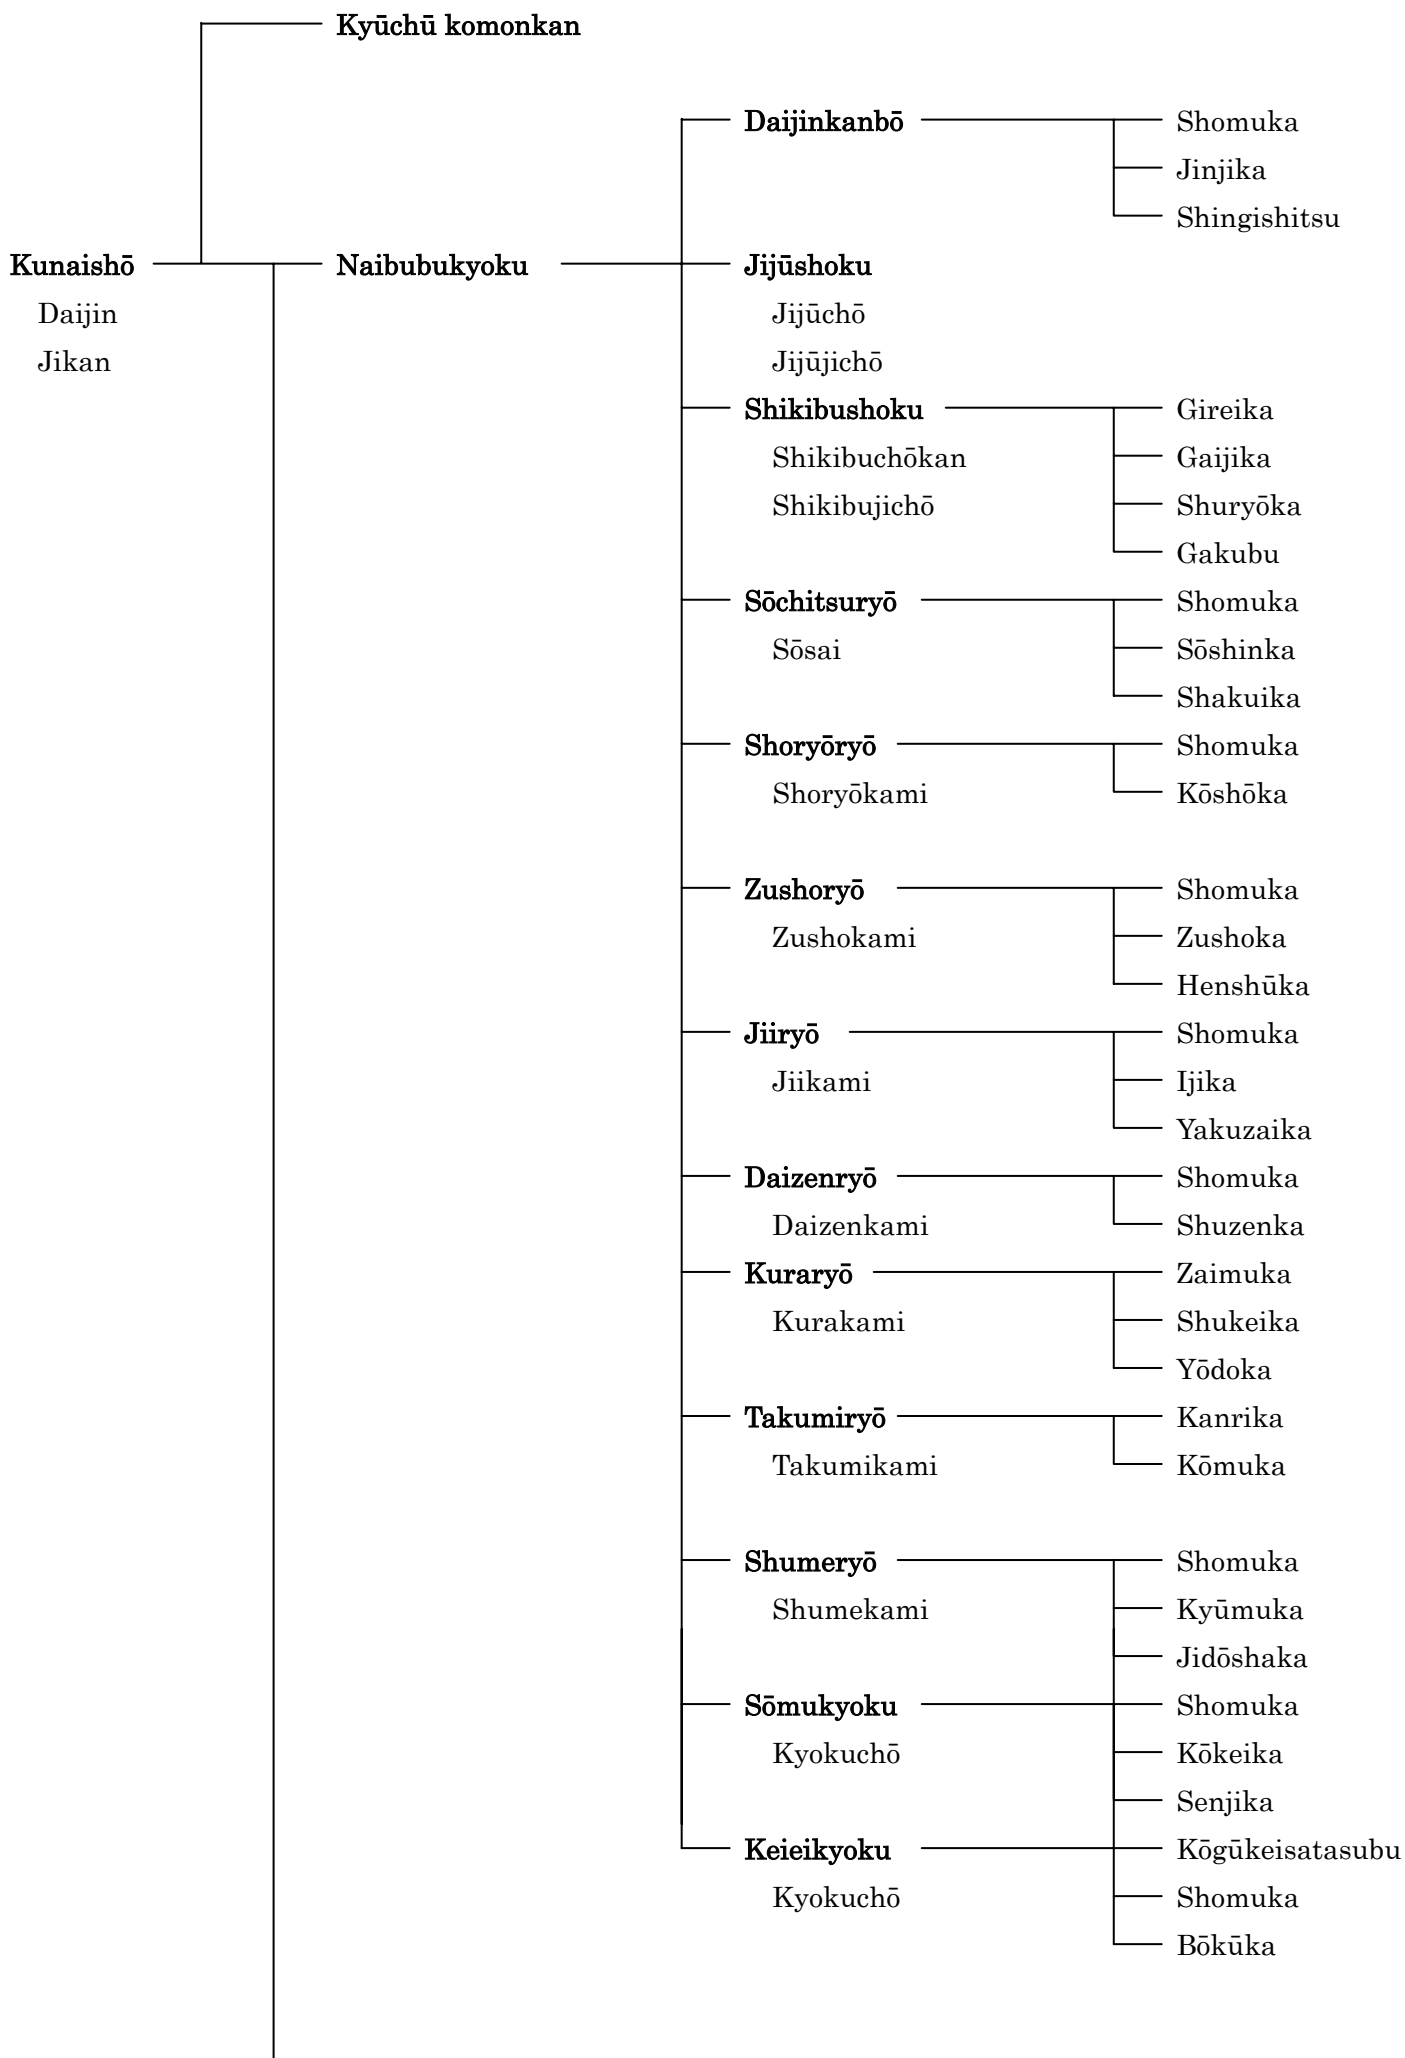 Kyūchū komonkan
Daijinkanbō Shomuka
Jinjika
Shingishitsu
Kunaishō Naibubukyoku Jijūshoku
Daijin Jijūchō
Jikan Jijūjichō
Shikibushoku Gireika
Shikibuchōkan Gaijika
Shikibujichō Shuryōka
Gakubu
Sōchitsuryō Shomuka
Sōsai Sōshinka
Shakuika
Shoryōryō Shomuka
Shoryōkami Kōshōka
Zushoryō Shomuka
Zushokami Zushoka
Henshūka
Jiiryō Shomuka
Jiikami Ijika
Yakuzaika
Daizenryō Shomuka
Daizenkami Shuzenka
Kuraryō Zaimuka
Kurakami Shukeika
Yōdoka
Takumiryō Kanrika
Takumikami Kōmuka
Shumeryō Shomuka
Shumekami Kyūmuka
Jidōshaka
Sōmukyoku Shomuka
Kyokuchō Kōkeika
Senjika
Keieikyoku Kōgūkeisatasubu
Kyokuchō Shomuka
Bōkūka